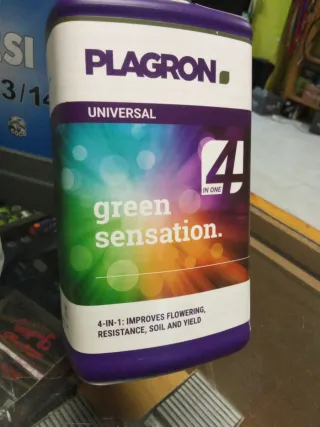 PLAGRON
UNIVERSAL
4
IN ONE
green
sensation.
4-IN-1: IMPROVES FLOWERING,
RESISTANCE, SOIL AND YIELD
SI
3/14